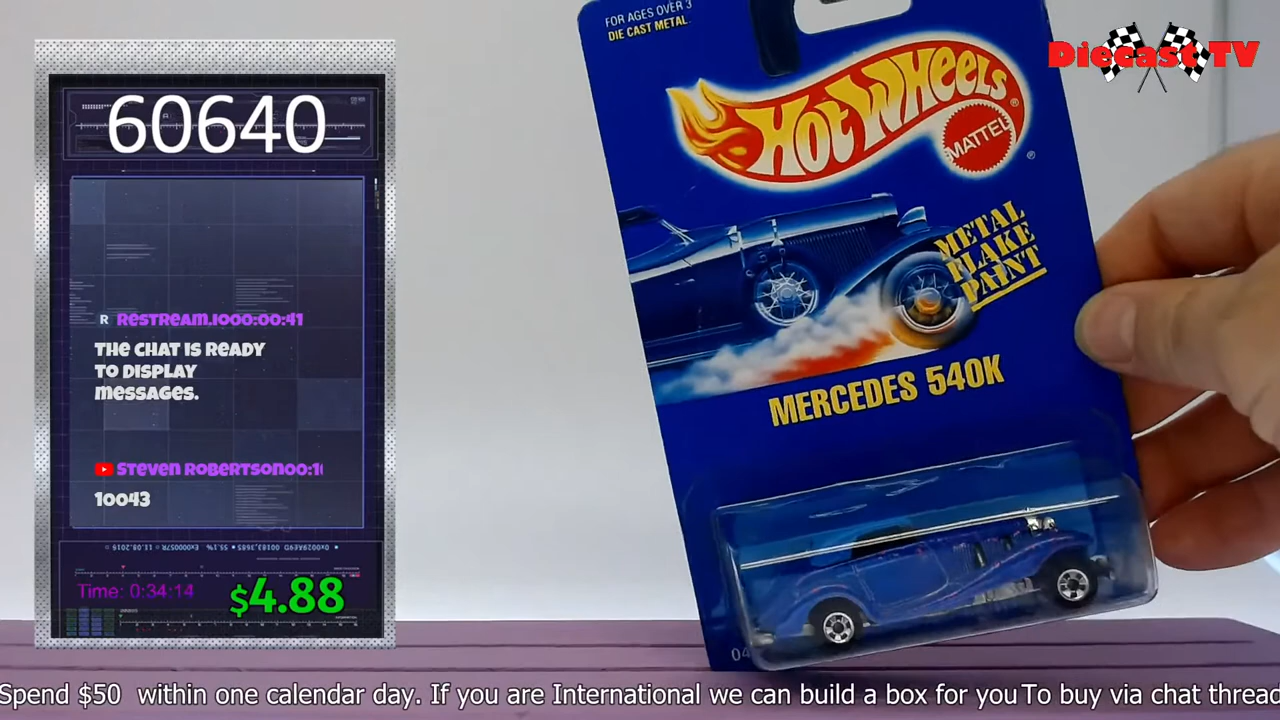 60640
R Restream.io00:00:41
The chat is ready
to display
messages.
Steven Robertson00:1
10043
Time: 0:34:14
$4.88
FOR AGES OVER 3
DIE CAST METAL.
HOT WHEELS
MATTEL
METAL
FLAKE
PAINT
MERCEDES 540K
Diecast TV
Spend $50 within one calendar day. If you are International we can build a box for you To buy via chat thread